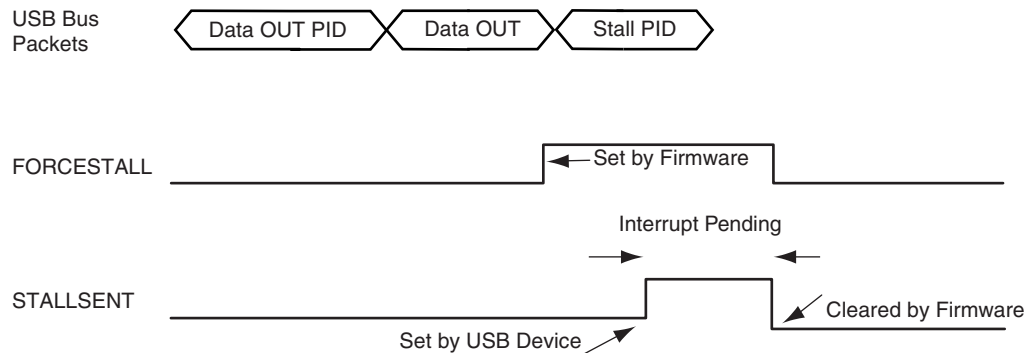 USB Bus
Packets
Data OUT PID
Data OUT
Stall PID
FORCESTALL
Set by Firmware
Interrupt Pending
STALLSENT
Cleared by Firmware
Set by USB Device